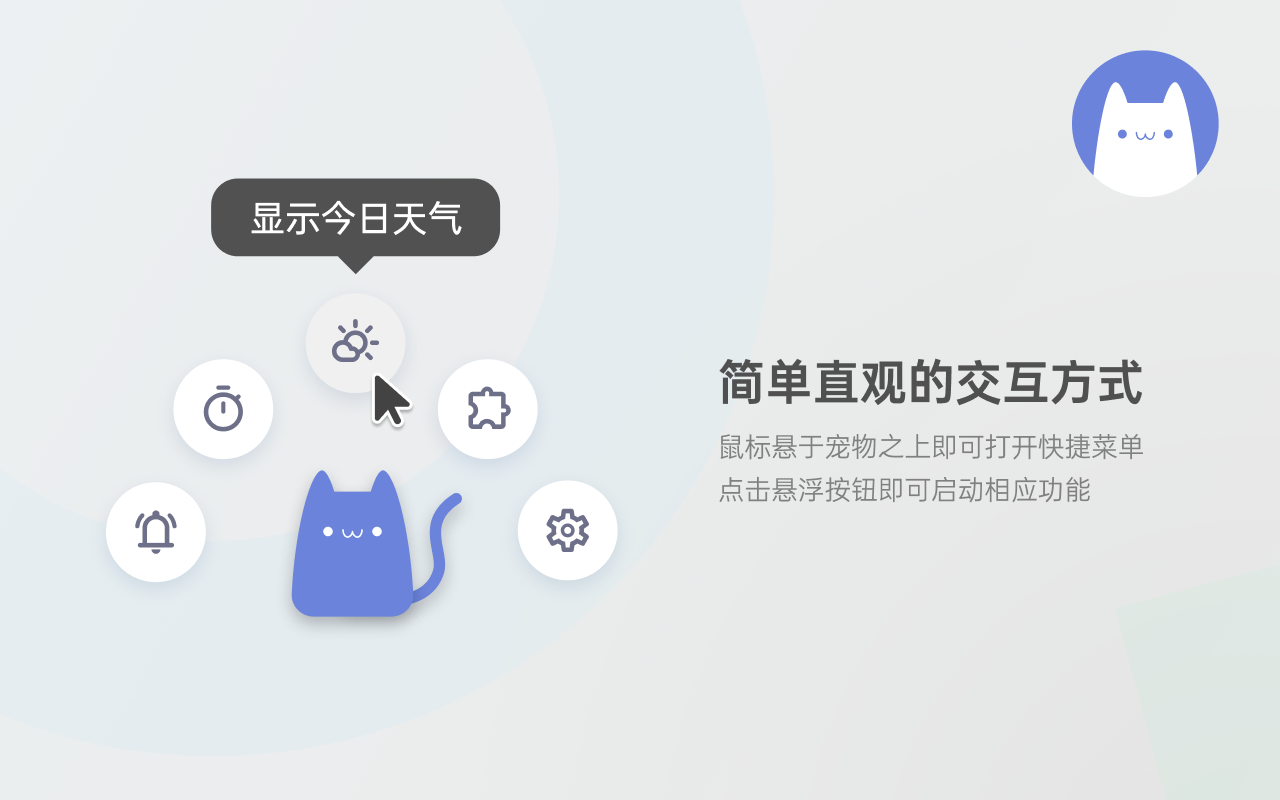 显示今日天气
简单直观的交互方式
鼠标悬于宠物之上即可打开快捷菜单
点击悬浮按钮即可启动相应功能